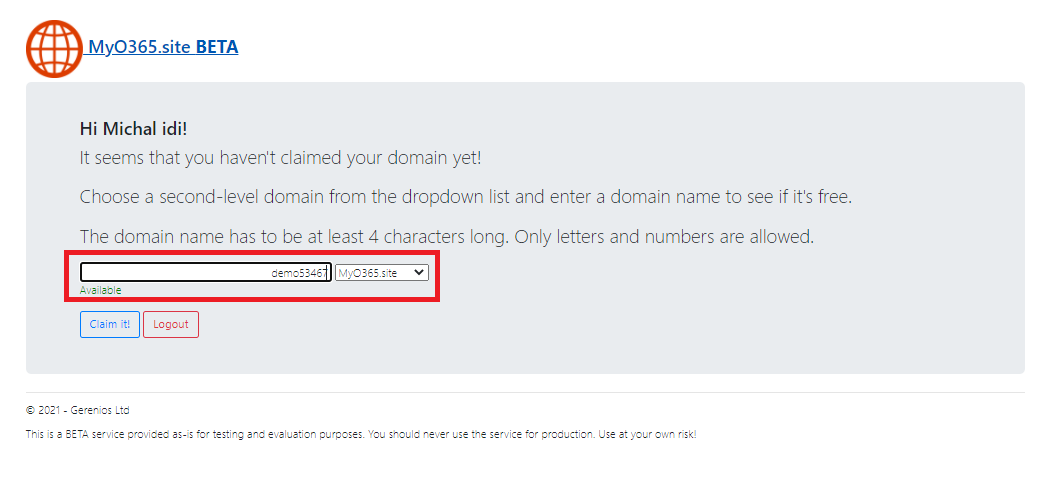 MyO365.site BETA
Hi Michal idi!
It seems that you haven't claimed your domain yet!
Choose a second-level domain from the dropdown list and enter a domain name to see if it's free.
The domain name has to be at least 4 characters long. Only letters and numbers are allowed.
demo53467 MyO365.site
Available
Claim it! Logout
© 2021 - Gerenios Ltd
This is a BETA service provided as-is for testing and evaluation purposes. You should never use the service for production. Use at your own risk!